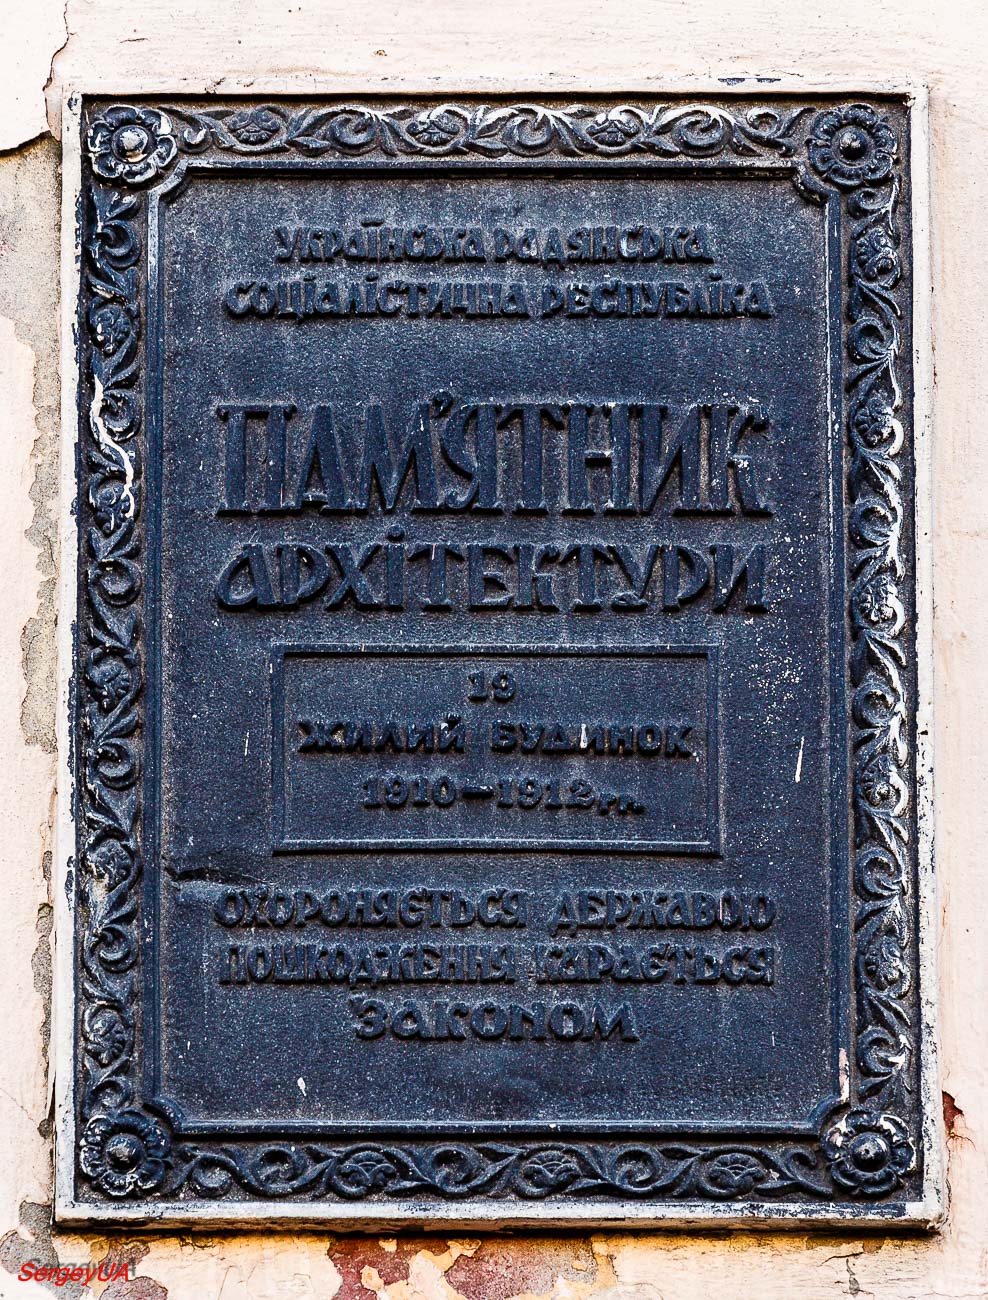 УКРАЇНСЬКА РАДЯНСЬКА
СОЦІАЛІСТИЧНА РЕСПУБЛІКА
ПАМ'ЯТНИК
АРХІТЕКТУРИ
19
ЖИЛИЙ БУДИНОК
1910-1912 рр.
ОХОРОНЯЄТЬСЯ ДЕРЖАВОЮ
ПОШКОДЖЕННЯ КАРАЄТЬСЯ
ЗАКОНОМ
SergeyUA